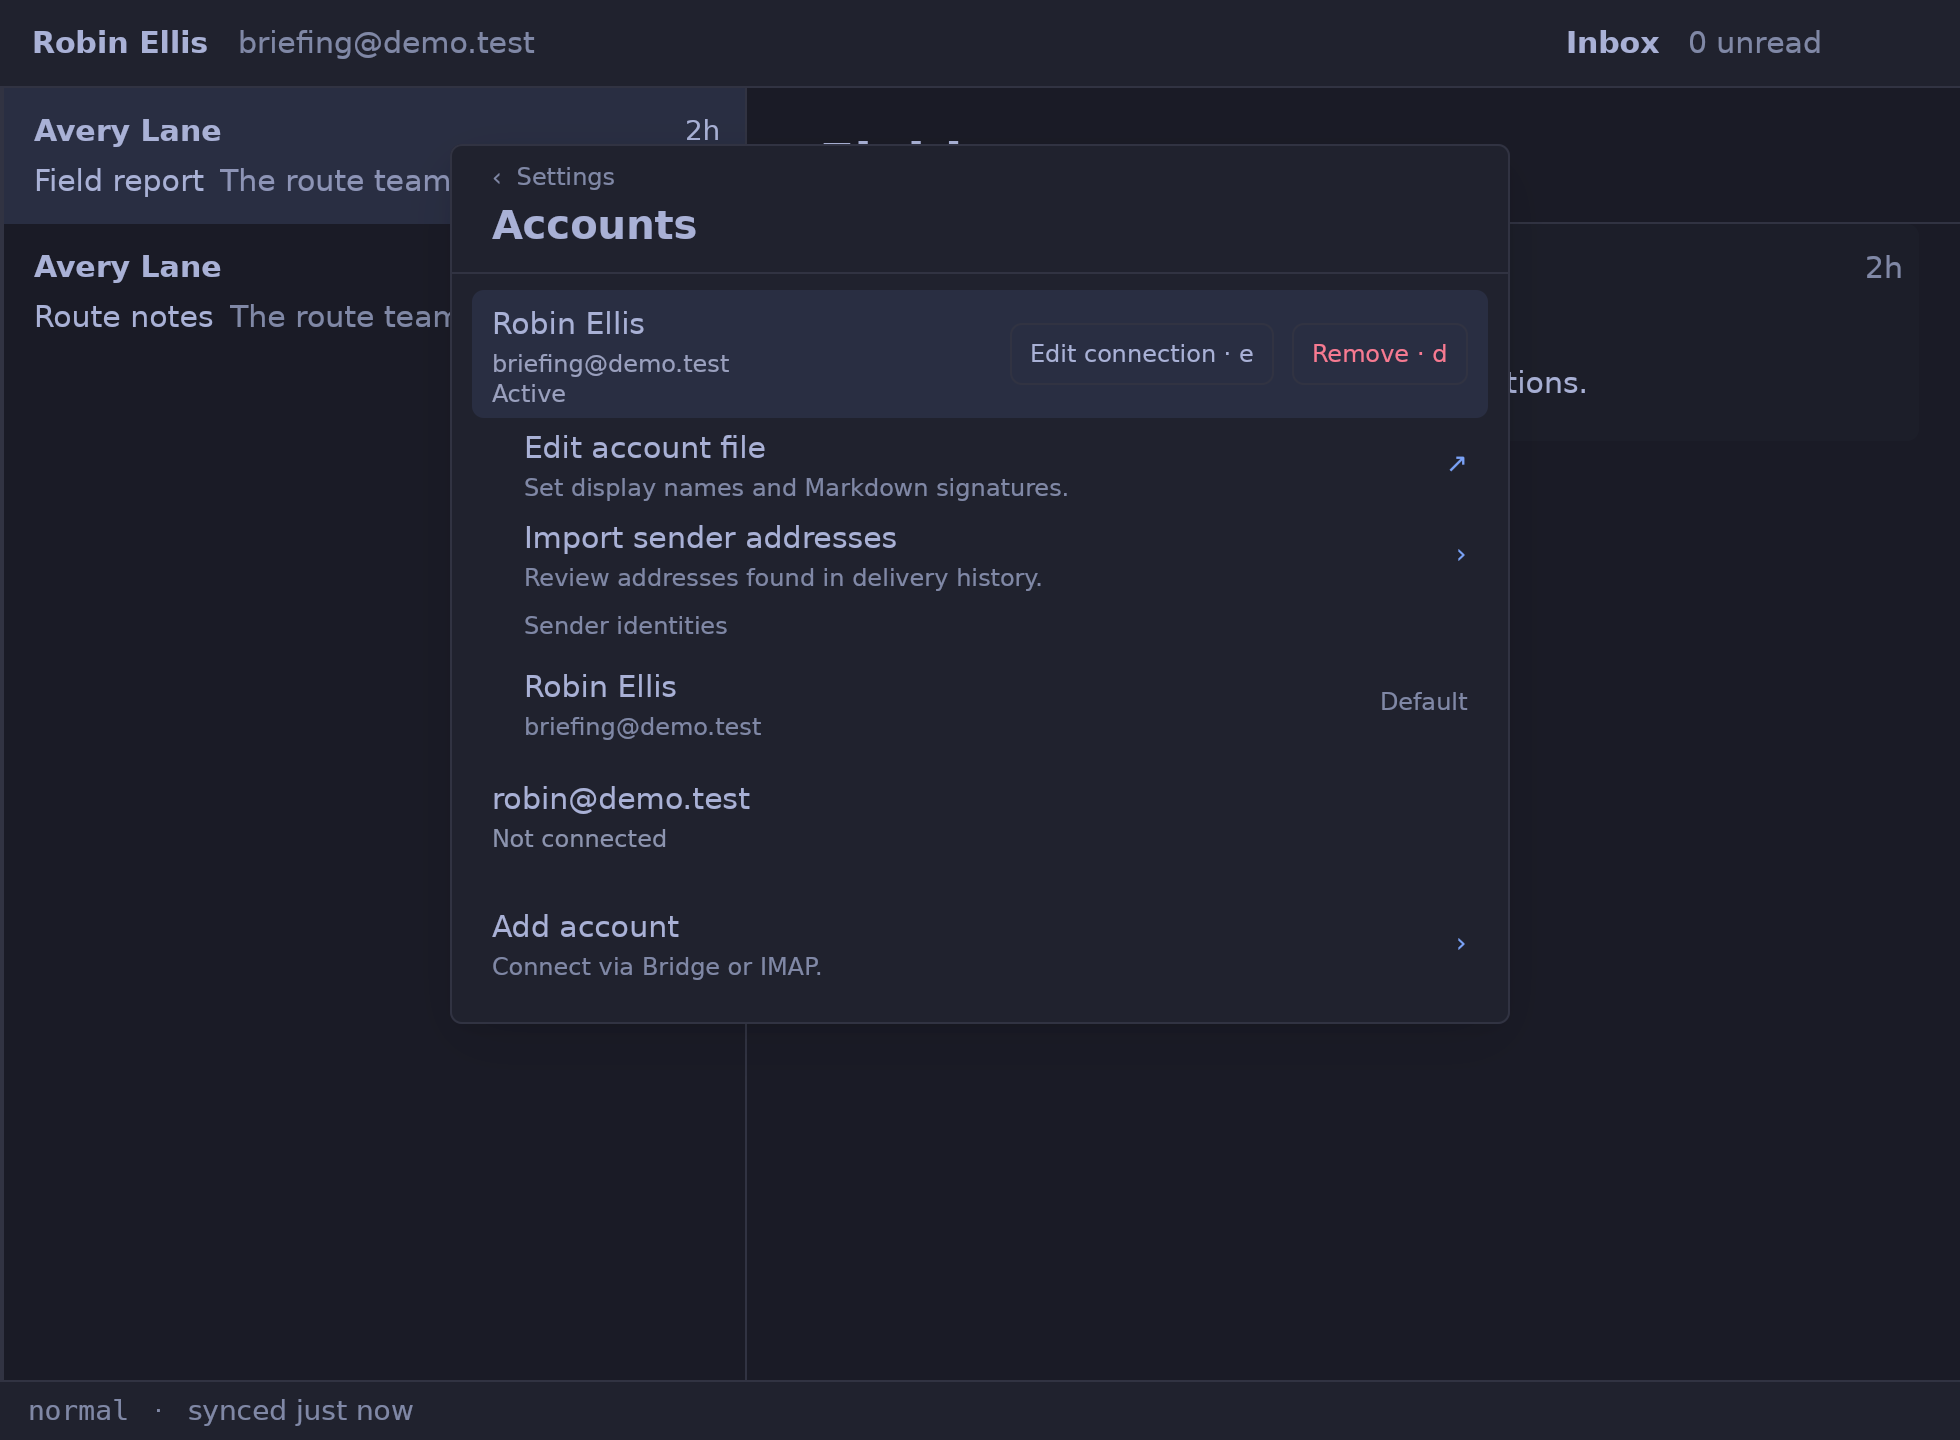 Robin Ellis briefing@demo.test
Inbox 0 unread
Avery Lane 2h
Field report The route team
Avery Lane
Route notes The route team
‹ Settings
Accounts
Robin Ellis
briefing@demo.test
Active
Edit connection · e
Remove · d
Edit account file
Set display names and Markdown signatures.
↗
Import sender addresses
Review addresses found in delivery history.
›
Sender identities
Robin Ellis
briefing@demo.test
Default
robin@demo.test
Not connected
Add account
Connect via Bridge or IMAP.
›
2h
tions.
normal · synced just now